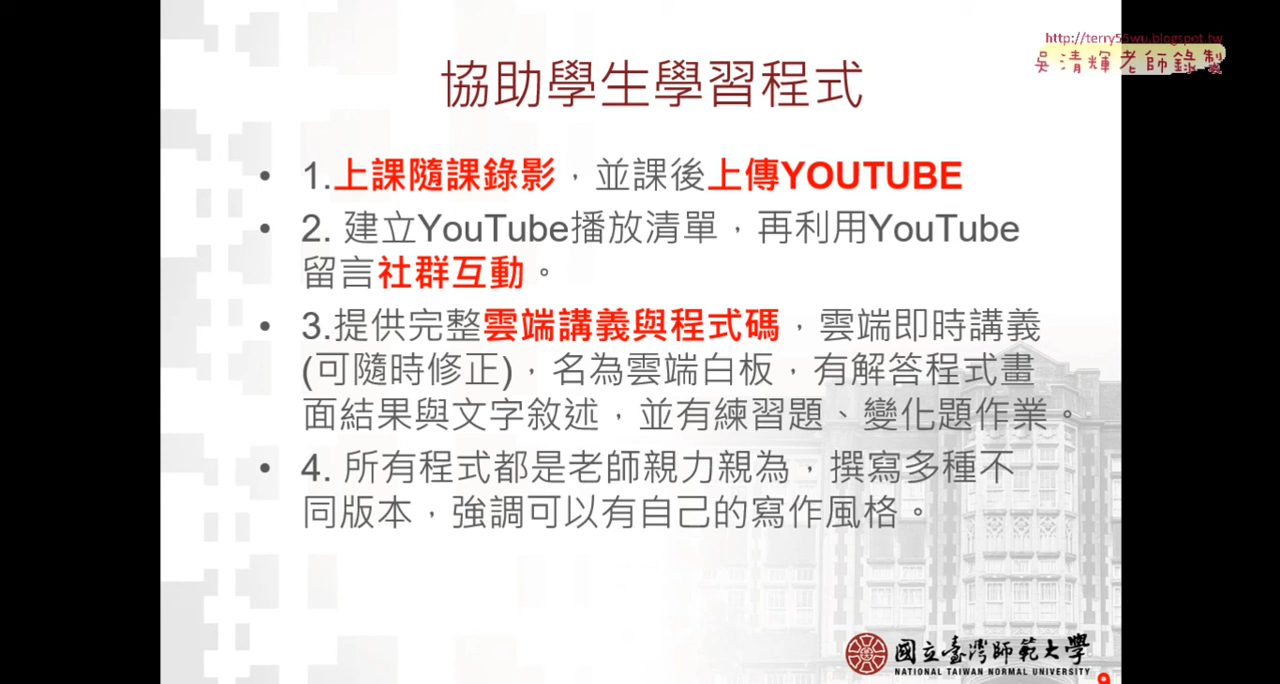 http://terry55wu.blogspot.tw
吳清輝老師錄製
協助學生學習程式
• 1.上課隨課錄影，並課後上傳YOUTUBE
• 2. 建立YouTube播放清單，再利用YouTube
留言社群互動。
• 3.提供完整雲端講義與程式碼，雲端即時講義
(可隨時修正)，名為雲端白板，有解答程式畫
面結果與文字敘述，並有練習題、變化題作業。
• 4. 所有程式都是老師親力親為，撰寫多種不
同版本，強調可以有自己的寫作風格。
國立臺灣師範大學
NATIONAL TAIWAN NORMAL UNIVERSITY
9